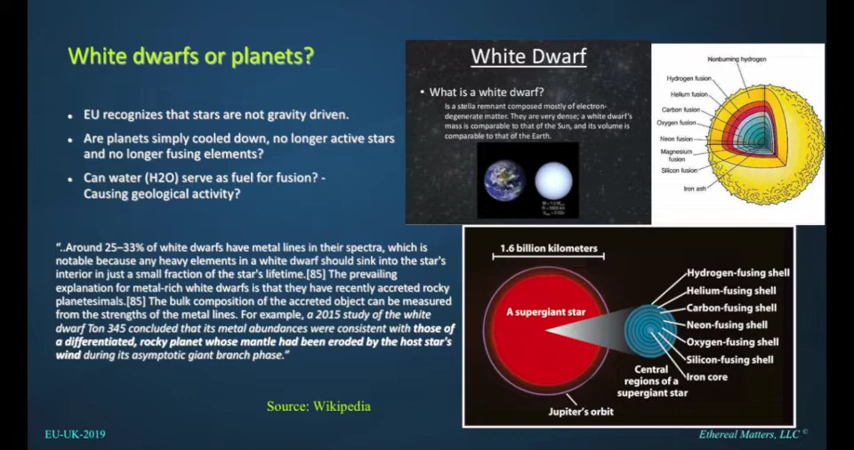 White dwarfs or planets?
• EU recognizes that stars are not gravity driven.
• Are planets simply cooled down, no longer active stars
and no longer fusing elements?
• Can water (H2O) serve as fuel for fusion? -
Causing geological activity?
"..Around 25–33% of white dwarfs have metal lines in their spectra, which is
notable because any heavy elements in a white dwarf should sink into the star's
interior in just a small fraction of the star's lifetime.[85] The prevailing
explanation for metal-rich white dwarfs is that they have recently accreted rocky
planetesimals.[85] The bulk composition of the accreted object can be measured
from the strengths of the metal lines. For example, a 2015 study of the white
dwarf Ton 345 concluded that its metal abundances were consistent with those of
a differentiated, rocky planet whose mantle had been eroded by the host star's
wind during its asymptotic giant branch phase."
Source: Wikipedia
White Dwarf
• What is a white dwarf?
Is a stella remnant composed mostly of electron-
degenerate matter. They are very dense; a white dwarf's
mass is comparable to that of the Sun, and its volume is
comparable to that of the Earth.
Nonburning hydrogen
Hydrogen fusion
Helium fusion
Carbon fusion
Oxygen fusion
Neon fusion
Magnesium
fusion
Silicon fusion
Iron ash
1.6 billion kilometers
A supergiant star
Jupiter's orbit
Central
regions of a
supergiant star
Hydrogen-fusing shell
Helium-fusing shell
Carbon-fusing shell
Neon-fusing shell
Oxygen-fusing shell
Silicon-fusing shell
Iron core
EU-UK-2019
Ethereal Matters, LLC ©